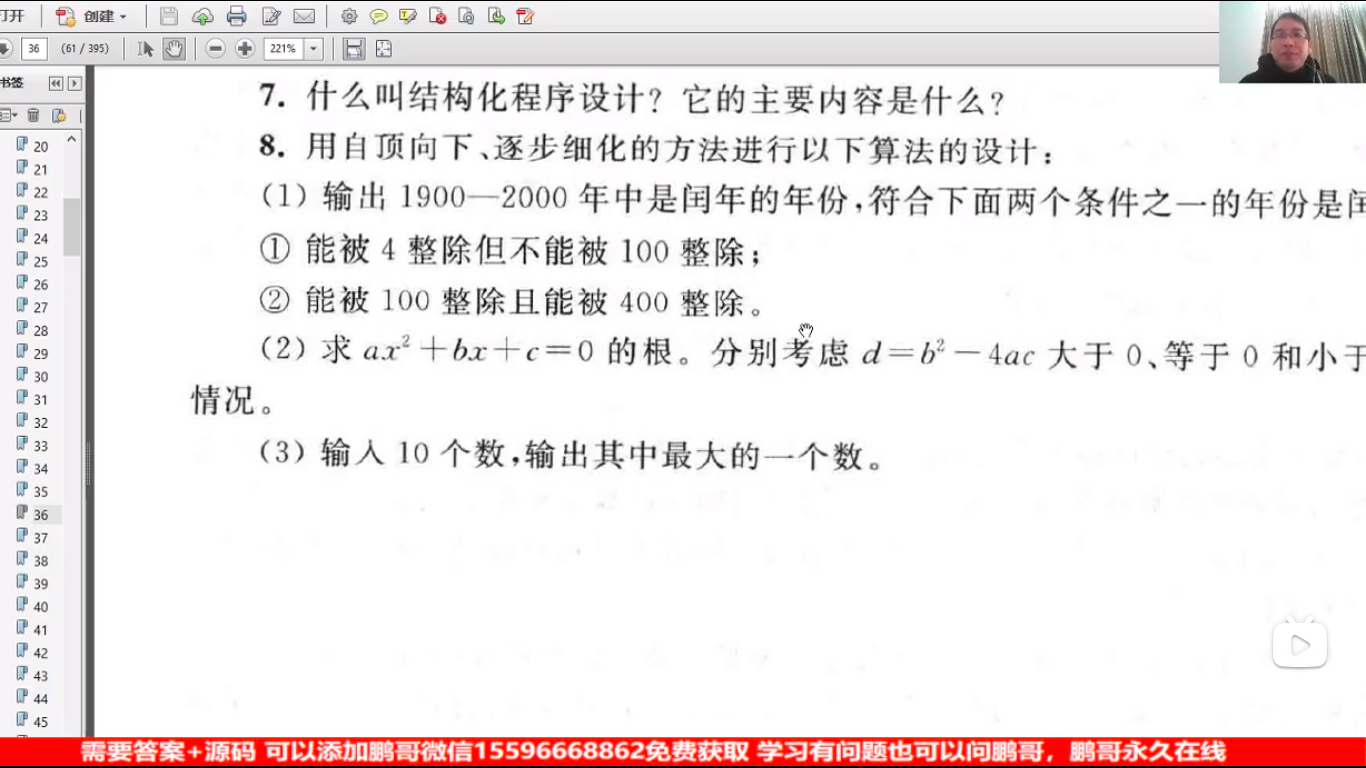 打开
创建
36
(61 / 395)
221%
书签
20
21
22
23
24
25
26
27
28
29
30
31
32
33
34
35
36
37
38
39
40
41
42
43
44
45
7. 什么叫结构化程序设计？它的主要内容是什么？
8. 用自顶向下、逐步细化的方法进行以下算法的设计：
(1) 输出 1900—2000 年中是闰年的年份,符合下面两个条件之一的年份是闰
① 能被 4 整除但不能被 100 整除；
② 能被 100 整除且能被 400 整除。
(2) 求 ax²+bx+c=0 的根。分别考虑 d=b²-4ac 大于 0、等于 0 和小于
情况。
(3) 输入 10 个数,输出其中最大的一个数。
需要答案+源码 可以添加鹏哥微信15596668862免费获取 学习有问题也可以问鹏哥，鹏哥永久在线